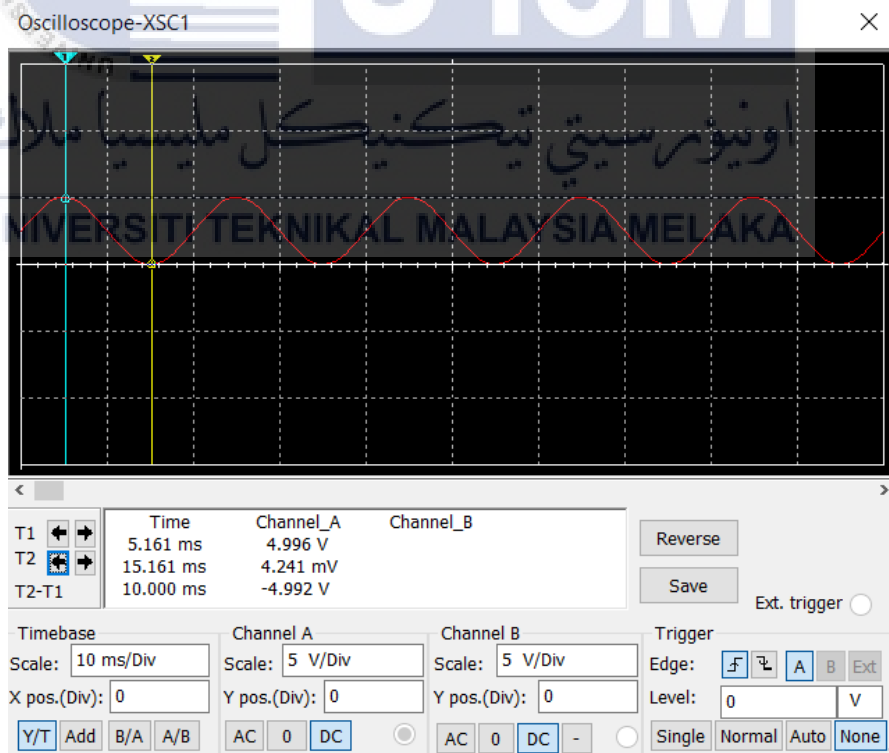 Oscilloscope-XSC1
اونيۏرسيتي تيكنيكل مليسيا ملاك
UNIVERSITI TEKNIKAL MALAYSIA MELAKA
1 2
Time Channel_A Channel_B
T1 5.161 ms 4.996 V
T2 15.161 ms 4.241 mV
T2-T1 10.000 ms -4.992 V
Reverse
Save
Ext. trigger
Timebase
Scale: 10 ms/Div
X pos.(Div): 0
Y/T Add B/A A/B
Channel A
Scale: 5 V/Div
Y pos.(Div): 0
AC 0 DC
Channel B
Scale: 5 V/Div
Y pos.(Div): 0
AC 0 DC -
Trigger
Edge: A B Ext
Level: 0 V
Single Normal Auto None